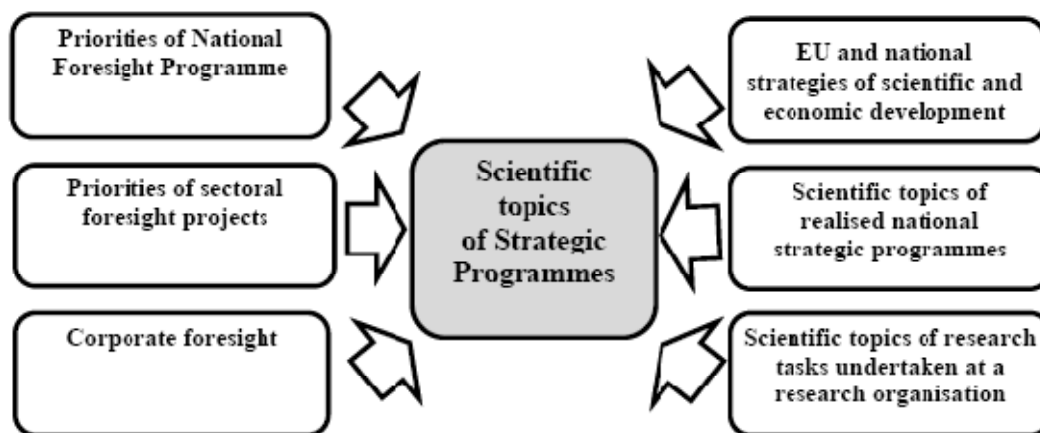 Priorities of National
Foresight Programme
Priorities of sectoral
foresight projects
Corporate foresight
Scientific
topics
of Strategic
Programmes
EU and national
strategies of scientific and
economic development
Scientific topics of
realised national
strategic programmes
Scientific topics of research
tasks undertaken at a
research organisation